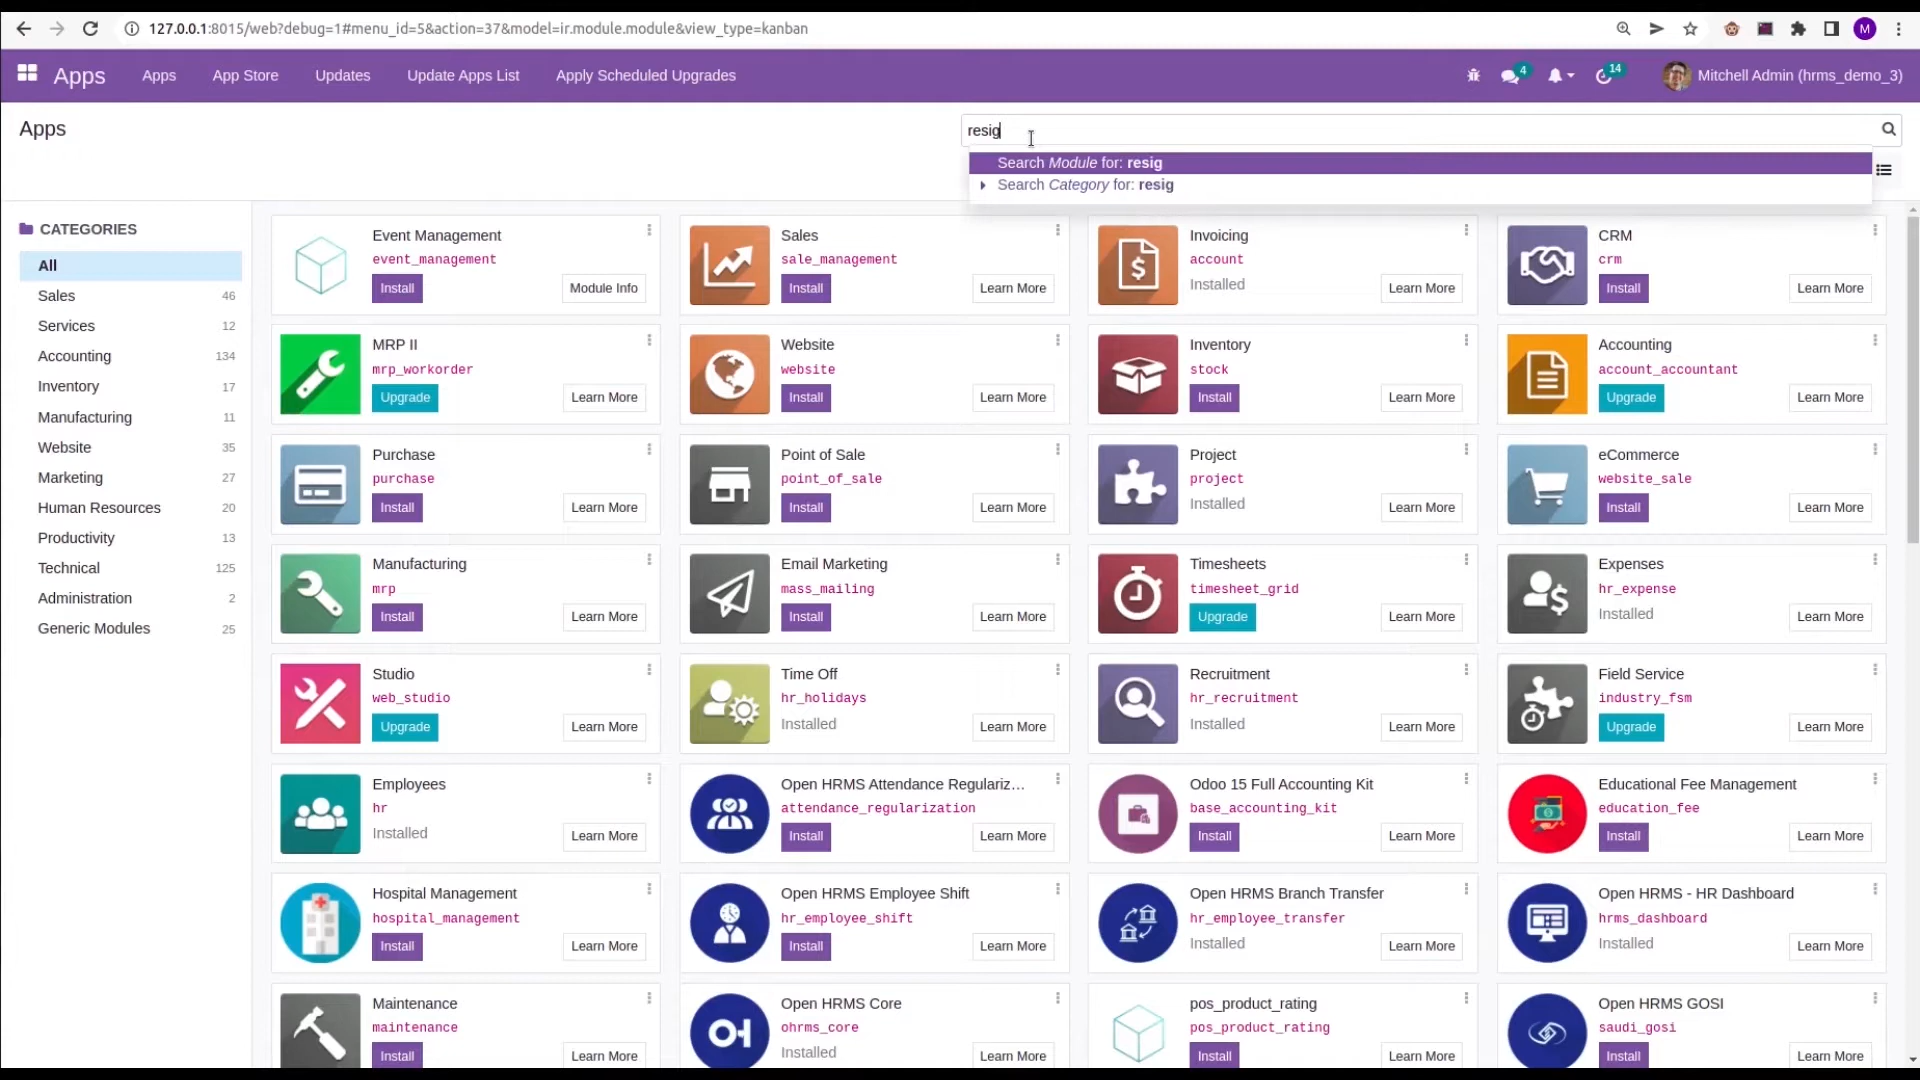 127.0.0.1:8015/web?debug=1#menu_id=5&action=37&model=ir.module.module&view_type=kanban
M
Apps
Apps
App Store
Updates
Update Apps List
Apply Scheduled Upgrades
4
14
Mitchell Admin (hrms_demo_3)
Apps
resig
Search Module for: resig
Search Category for: resig
CATEGORIES
All
Sales 46
Services 12
Accounting 134
Inventory 17
Manufacturing 11
Website 35
Marketing 27
Human Resources 20
Productivity 13
Technical 125
Administration 2
Generic Modules 25
Event Management
event_management
Install
Module Info
Sales
sale_management
Install
Learn More
Invoicing
account
Installed
Learn More
CRM
crm
Install
Learn More
MRP II
mrp_workorder
Upgrade
Learn More
Website
website
Install
Learn More
Inventory
stock
Install
Learn More
Accounting
account_accountant
Upgrade
Learn More
Purchase
purchase
Install
Learn More
Point of Sale
point_of_sale
Install
Learn More
Project
project
Installed
Learn More
eCommerce
website_sale
Install
Learn More
Manufacturing
mrp
Install
Learn More
Email Marketing
mass_mailing
Install
Learn More
Timesheets
timesheet_grid
Upgrade
Learn More
Expenses
hr_expense
Installed
Learn More
Studio
web_studio
Upgrade
Learn More
Time Off
hr_holidays
Installed
Learn More
Recruitment
hr_recruitment
Installed
Learn More
Field Service
industry_fsm
Upgrade
Learn More
Employees
hr
Installed
Learn More
Open HRMS Attendance Regulariz…
attendance_regularization
Install
Learn More
Odoo 15 Full Accounting Kit
base_accounting_kit
Install
Learn More
Educational Fee Management
education_fee
Install
Learn More
Hospital Management
hospital_management
Install
Learn More
Open HRMS Employee Shift
hr_employee_shift
Install
Learn More
Open HRMS Branch Transfer
hr_employee_transfer
Installed
Learn More
Open HRMS - HR Dashboard
hrms_dashboard
Installed
Learn More
Maintenance
maintenance
Install
Learn More
Open HRMS Core
ohrms_core
Installed
Learn More
pos_product_rating
pos_product_rating
Install
Learn More
Open HRMS GOSI
saudi_gosi
Install
Learn More